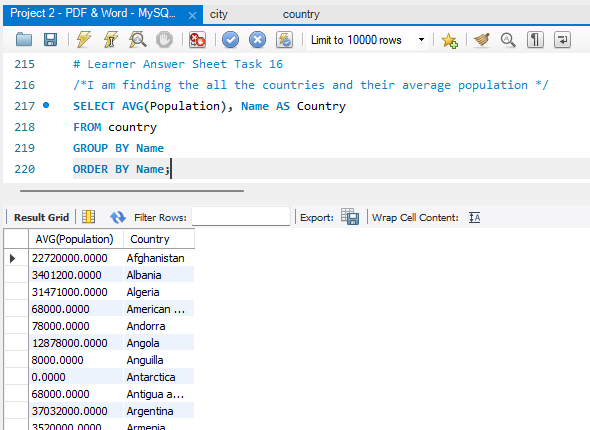 Project 2 - PDF & Word - MySQ... × city country
Limit to 10000 rows
215 # Learner Answer Sheet Task 16
216 /*I am finding the all the countries and their average population */
217 SELECT AVG(Population), Name AS Country
218 FROM country
219 GROUP BY Name
220 ORDER BY Name;
Result Grid Filter Rows: Export: Wrap Cell Content: IA
AVG(Population) Country
22720000.0000 Afghanistan
3401200.0000 Albania
31471000.0000 Algeria
68000.0000 American ...
78000.0000 Andorra
12878000.0000 Angola
8000.0000 Anguilla
0.0000 Antarctica
68000.0000 Antigua a...
37032000.0000 Argentina
3520000.0000 Armenia